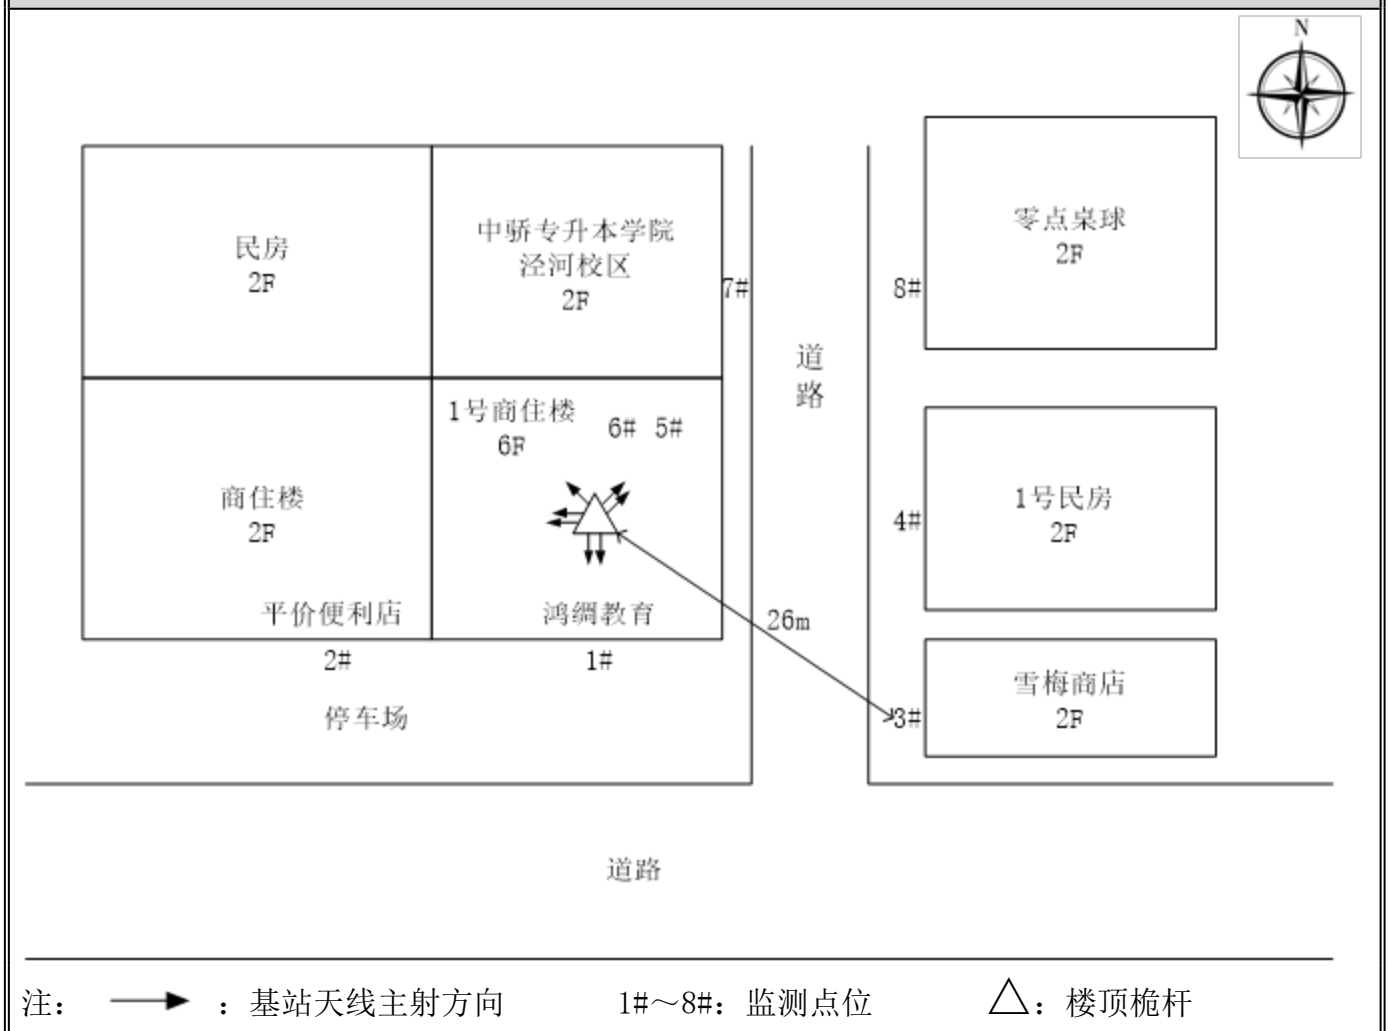 N
民房
2F
中骄专升本学院
泾河校区
2F
7#
8#
零点桌球
2F
道
路
1号商住楼
6F
6# 5#
商住楼
2F
4#
1号民房
2F
平价便利店
鸿绸教育
26m
2#
1#
停车场
3#
雪梅商店
2F
道路
注： ：基站天线主射方向 1#～8#：监测点位 ：楼顶桅杆